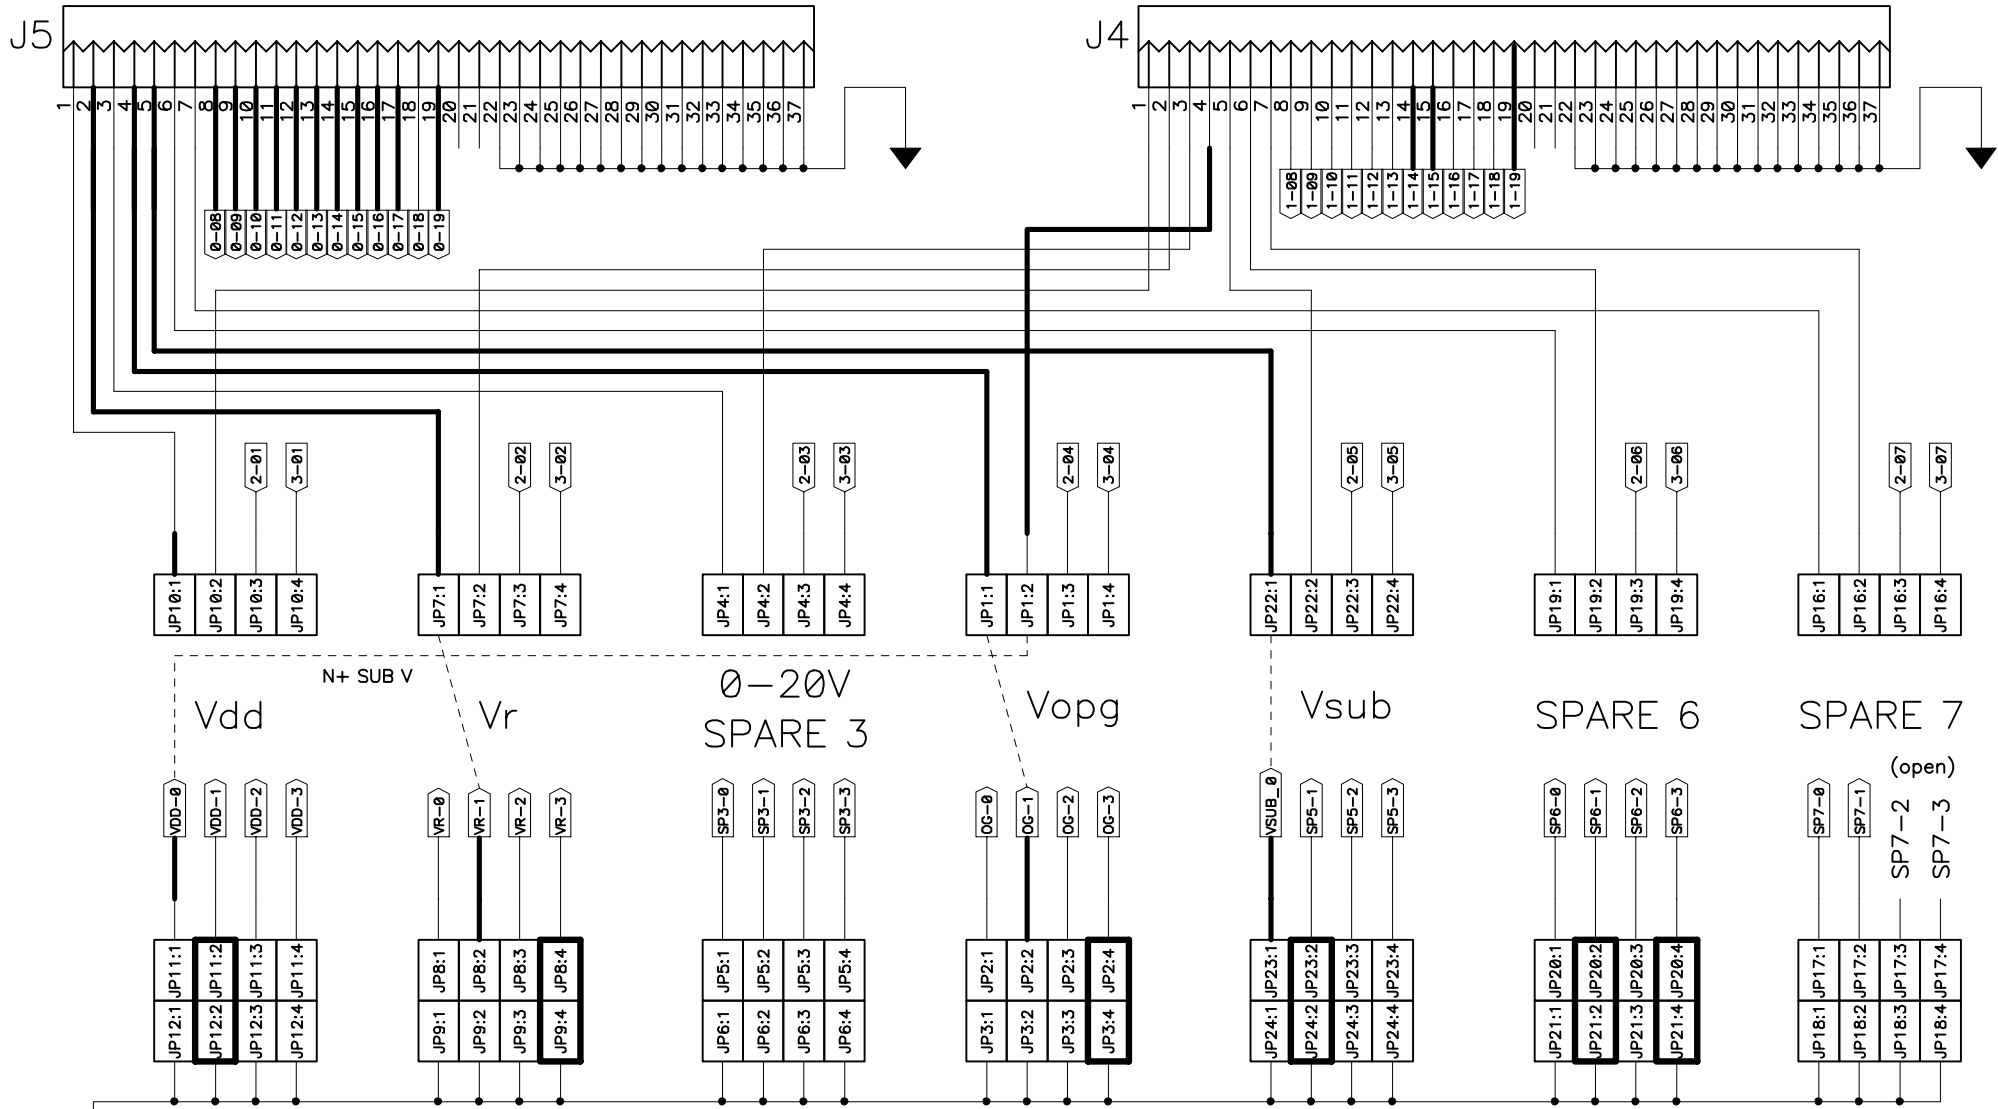 J5
J4
1 2 3 4 5 6 7 8 9 10 11 12 13 14 15 16 17 18 19 20 21 22 23 24 25 26 27 28 29 30 31 32 33 34 35 36 37
1 2 3 4 5 6 7 8 9 10 11 12 13 14 15 16 17 18 19 20 21 22 23 24 25 26 27 28 29 30 31 32 33 34 35 36 37
0-08 0-09 0-10 0-11 0-12 0-13 0-14 0-15 0-16 0-17 0-18 0-19
1-08 1-09 1-10 1-11 1-12 1-13 1-14 1-15 1-16 1-17 1-18 1-19
2-01 3-01 2-02 3-02 2-03 3-03 2-04 3-04 2-05 3-05 2-06 3-06 2-07 3-07
JP10:1 JP10:2 JP10:3 JP10:4
JP7:1 JP7:2 JP7:3 JP7:4
JP4:1 JP4:2 JP4:3 JP4:4
JP1:1 JP1:2 JP1:3 JP1:4
JP22:1 JP22:2 JP22:3 JP22:4
JP19:1 JP19:2 JP19:3 JP19:4
JP16:1 JP16:2 JP16:3 JP16:4
N+ SUB V
Vdd
Vr
0-20V
SPARE 3
Vopg
Vsub
SPARE 6
SPARE 7
(open)
VDD-0 VDD-1 VDD-2 VDD-3
VR-0 VR-1 VR-2 VR-3
SP3-0 SP3-1 SP3-2 SP3-3
OG-0 OG-1 OG-2 OG-3
VSUB_0 SP5-1 SP5-2 SP5-3
SP6-0 SP6-1 SP6-2 SP6-3
SP7-0 SP7-1 SP7-2 SP7-3
JP11:1 JP11:2 JP11:3 JP11:4
JP8:1 JP8:2 JP8:3 JP8:4
JP5:1 JP5:2 JP5:3 JP5:4
JP2:1 JP2:2 JP2:3 JP2:4
JP23:1 JP23:2 JP23:3 JP23:4
JP20:1 JP20:2 JP20:3 JP20:4
JP17:1 JP17:2 JP17:3 JP17:4
JP12:1 JP12:2 JP12:3 JP12:4
JP9:1 JP9:2 JP9:3 JP9:4
JP6:1 JP6:2 JP6:3 JP6:4
JP3:1 JP3:2 JP3:3 JP3:4
JP24:1 JP24:2 JP24:3 JP24:4
JP21:1 JP21:2 JP21:3 JP21:4
JP18:1 JP18:2 JP18:3 JP18:4